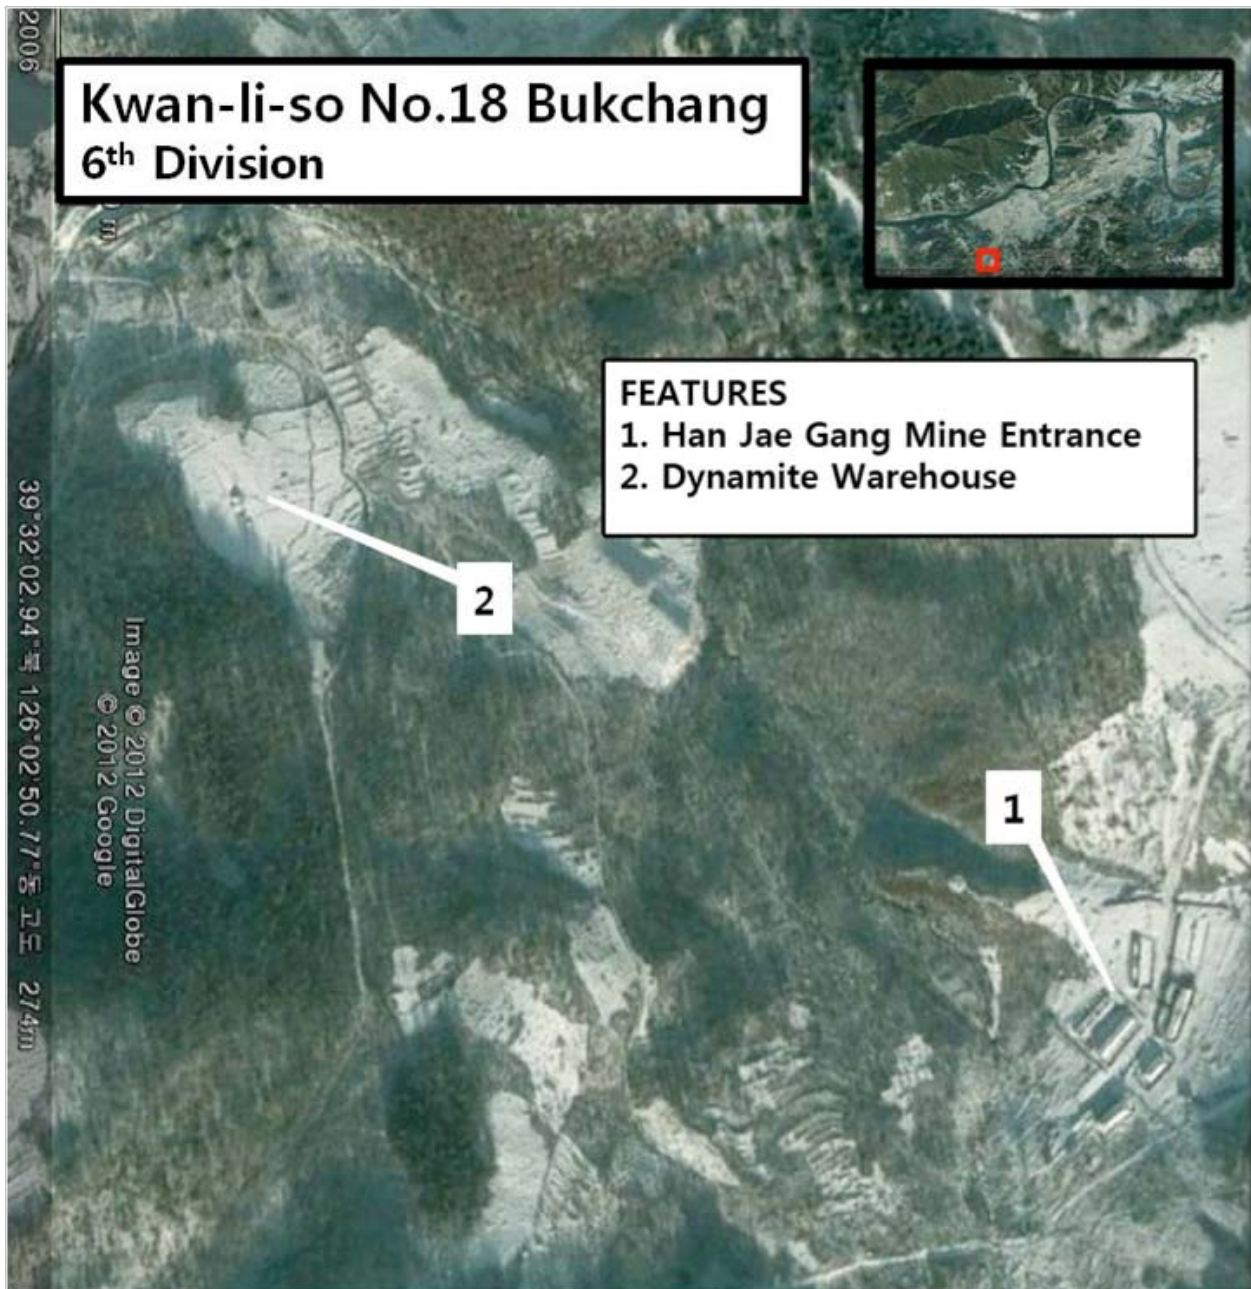 2006
Kwan-li-so No.18 Bukchang
6th Division
FEATURES
1. Han Jae Gang Mine Entrance
2. Dynamite Warehouse
2
1
39°32'02.94"북 126°02'50.77"동 고도 274m
Image © 2012 DigitalGlobe
© 2012 Google